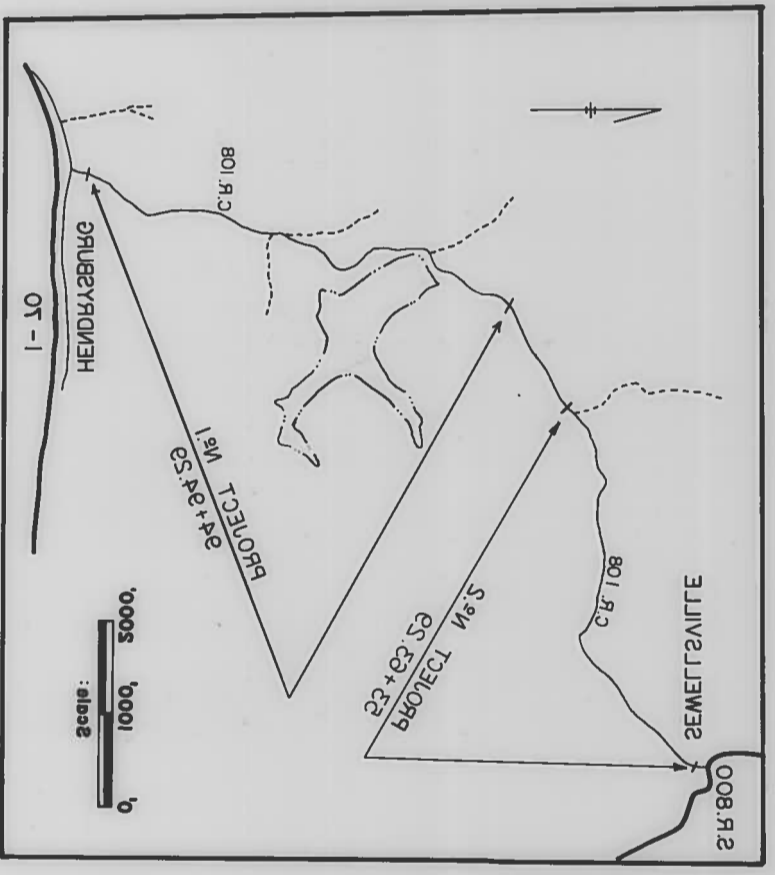 HENDRYSBURG
I - 70
C.R. 108
PROJECT Nº.1
PROJECT Nº.2
C.R. 108
SEWELLSVILLE
S.R. 800
Scale:
0' 1000' 2000'